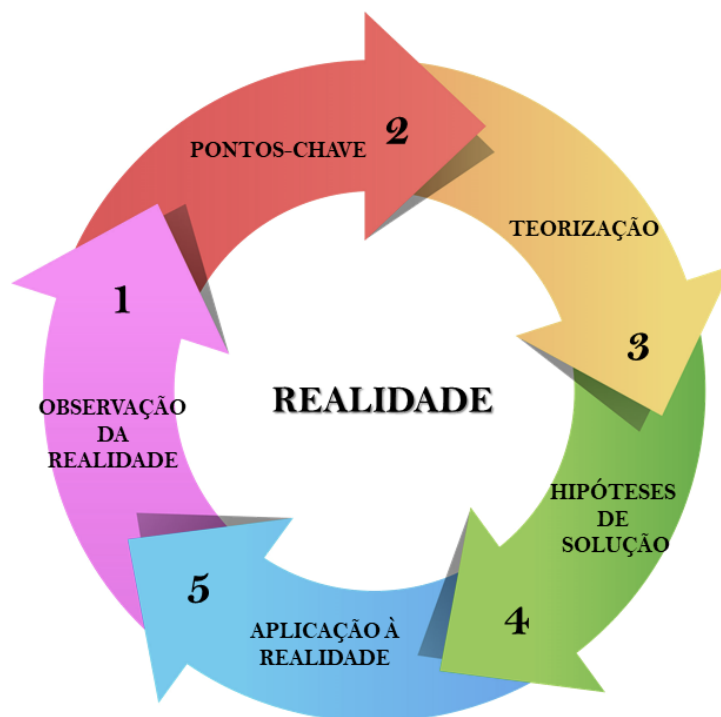 1
OBSERVAÇÃO
DA
REALIDADE
PONTOS-CHAVE 2
TEORIZAÇÃO
3
HIPÓTESES
DE
SOLUÇÃO
4
APLICAÇÃO À
REALIDADE
5
REALIDADE